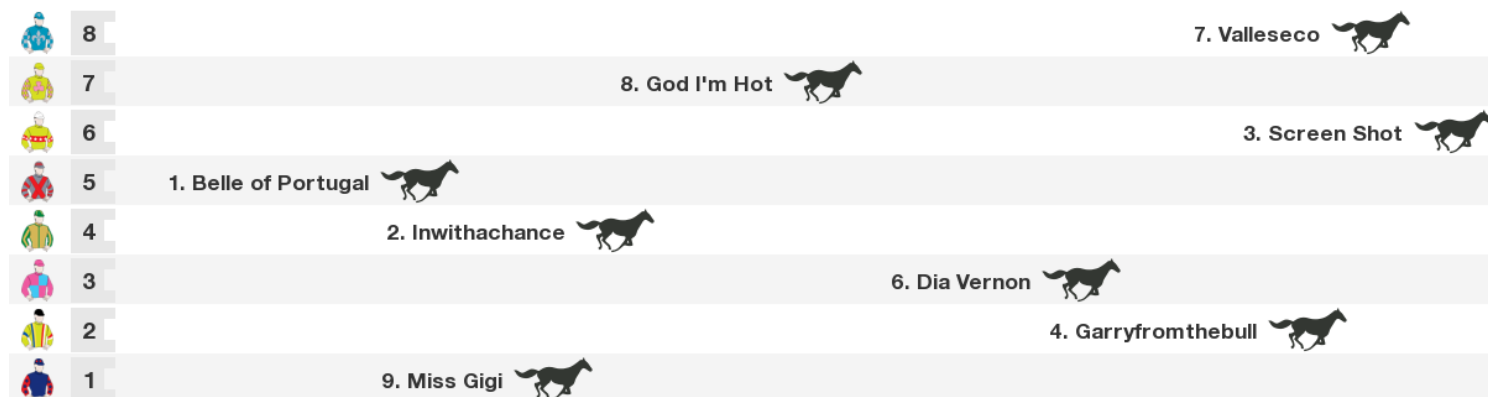 8 7. Valleseco
7 8. God I'm Hot
6 3. Screen Shot
5 1. Belle of Portugal
4 2. Inwithachance
3 6. Dia Vernon
2 4. Garryfromthebull
1 9. Miss Gigi